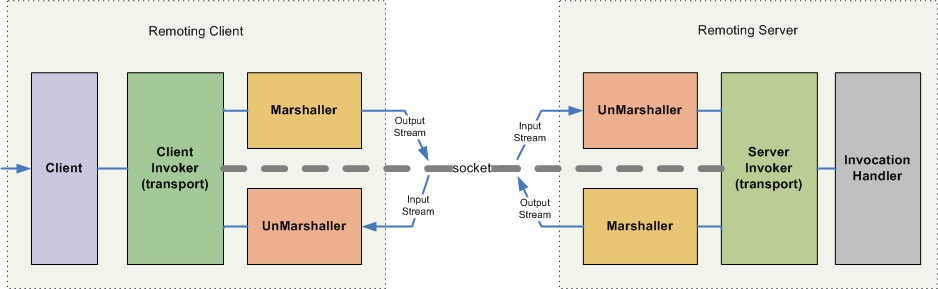 Remoting Client
Remoting Server
Client
Client
Invoker
(transport)
Marshaller
UnMarshaller
Output
Stream
Input
Stream
socket
Input
Stream
Output
Stream
UnMarshaller
Marshaller
Server
Invoker
(transport)
Invocation
Handler